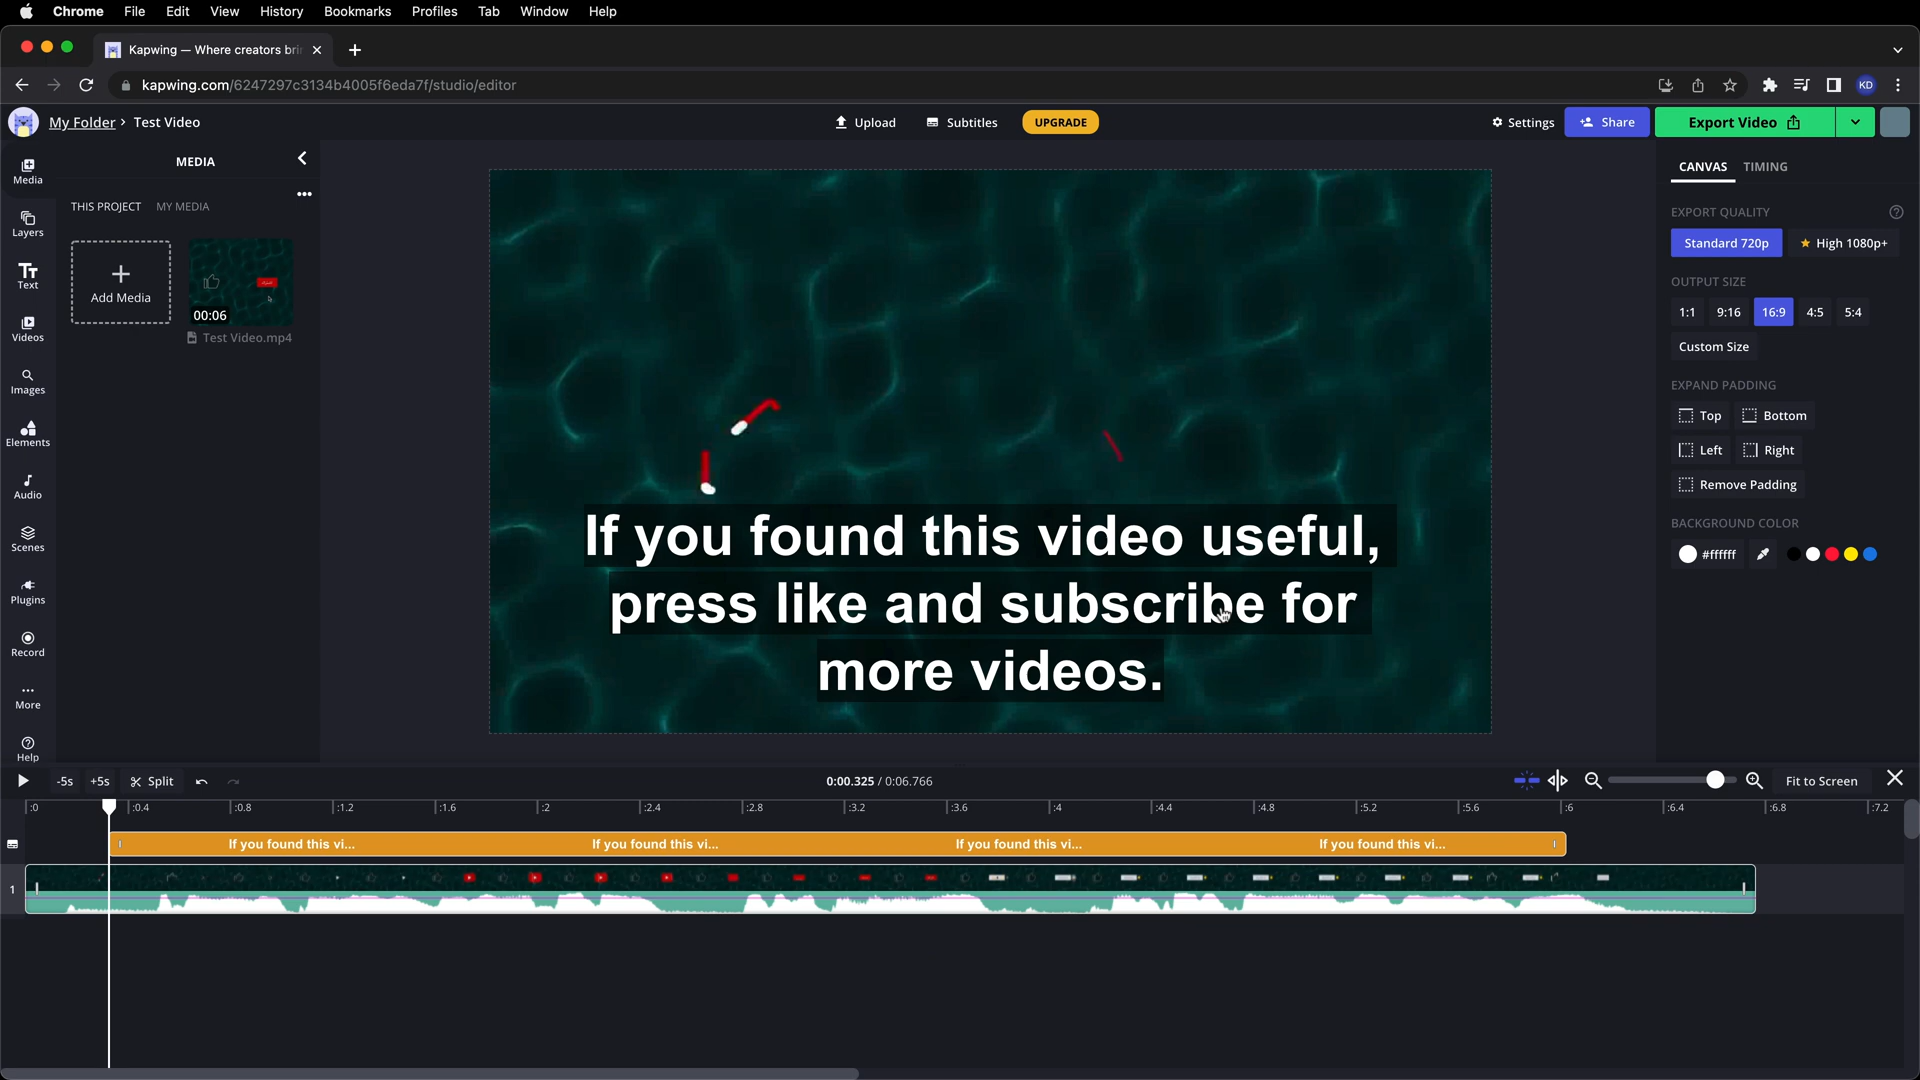 Chrome File Edit View History Bookmarks Profiles Tab Window Help
Kapwing — Where creators bri
kapwing.com/6247297c3134b4005f6eda7f/studio/editor
KD
My Folder > Test Video
Upload
Subtitles
UPGRADE
Settings
Share
Export Video
Media
Layers
Text
Videos
Images
Elements
Audio
Scenes
Plugins
Record
More
Help
MEDIA
THIS PROJECT MY MEDIA
Add Media
00:06
Test Video.mp4
If you found this video useful,
press like and subscribe for
more videos.
CANVAS TIMING
EXPORT QUALITY
Standard 720p
High 1080p+
OUTPUT SIZE
1:1 9:16 16:9 4:5 5:4
Custom Size
EXPAND PADDING
Top Bottom
Left Right
Remove Padding
BACKGROUND COLOR
#ffffff
-5s +5s Split
0:00.325 / 0:06.766
Fit to Screen
:0 :0.4 :0.8 :1.2 :1.6 :2 :2.4 :2.8 :3.2 :3.6 :4 :4.4 :4.8 :5.2 :5.6 :6 :6.4 :6.8 :7.2
If you found this vi... If you found this vi... If you found this vi... If you found this vi...
1